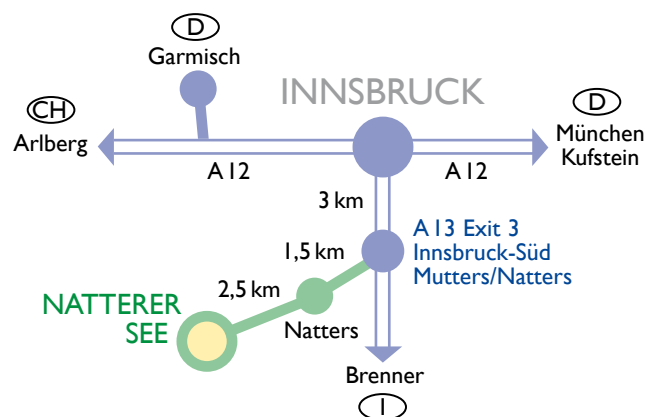 D
Garmisch
INNSBRUCK
CH
Arlberg
D
München
Kufstein
A12
A12
3 km
A13 Exit 3
Innsbruck-Süd
Mutters/Natters
1,5 km
2,5 km
NATTERER
SEE
Natters
Brenner
I